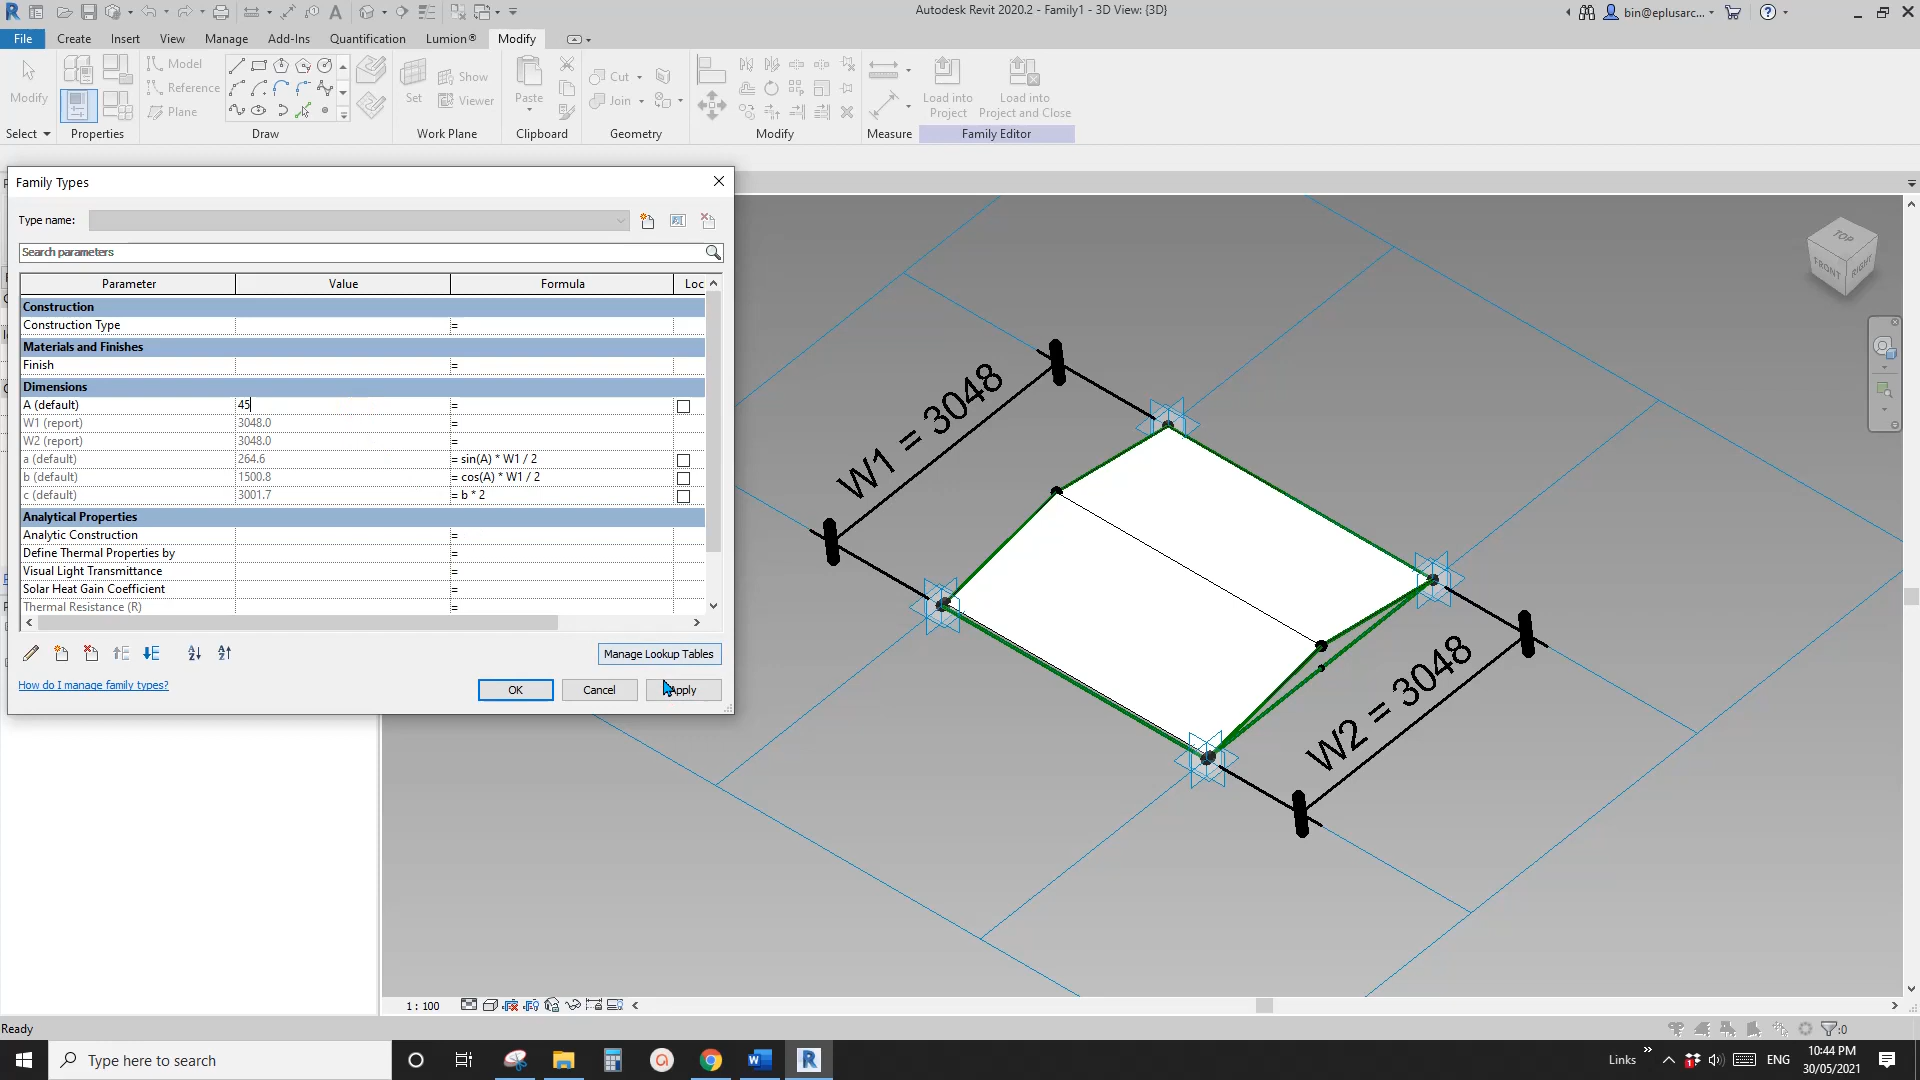 Autodesk Revit 2020.2 - Family1 - 3D View: {3D}
bin@eplusarc...
File Create Insert View Manage Add-Ins Quantification Lumion® Modify
Modify
Select
Properties
Model
Reference
Plane
Draw
Set
Show
Viewer
Work Plane
Paste
Clipboard
Cut
Join
Geometry
Modify
Measure
Load into Project
Load into Project and Close
Family Editor
Family Types
Type name:
Search parameters
Parameter Value Formula Loc
Construction
Construction Type =
Materials and Finishes
Finish =
Dimensions
A (default) 45 =
W1 (report) 3048.0 =
W2 (report) 3048.0 =
a (default) 264.6 = sin(A) * W1 / 2
b (default) 1500.8 = cos(A) * W1 / 2
c (default) 3001.7 = b * 2
Analytical Properties
Analytic Construction =
Define Thermal Properties by =
Visual Light Transmittance =
Solar Heat Gain Coefficient =
Thermal Resistance (R) =
Manage Lookup Tables
How do I manage family types?
OK Cancel Apply
W1 = 3048
W2 = 3048
TOP
FRONT
RIGHT
1 : 100
Ready
:0
Type here to search
Links
ENG
10:44 PM
30/05/2021